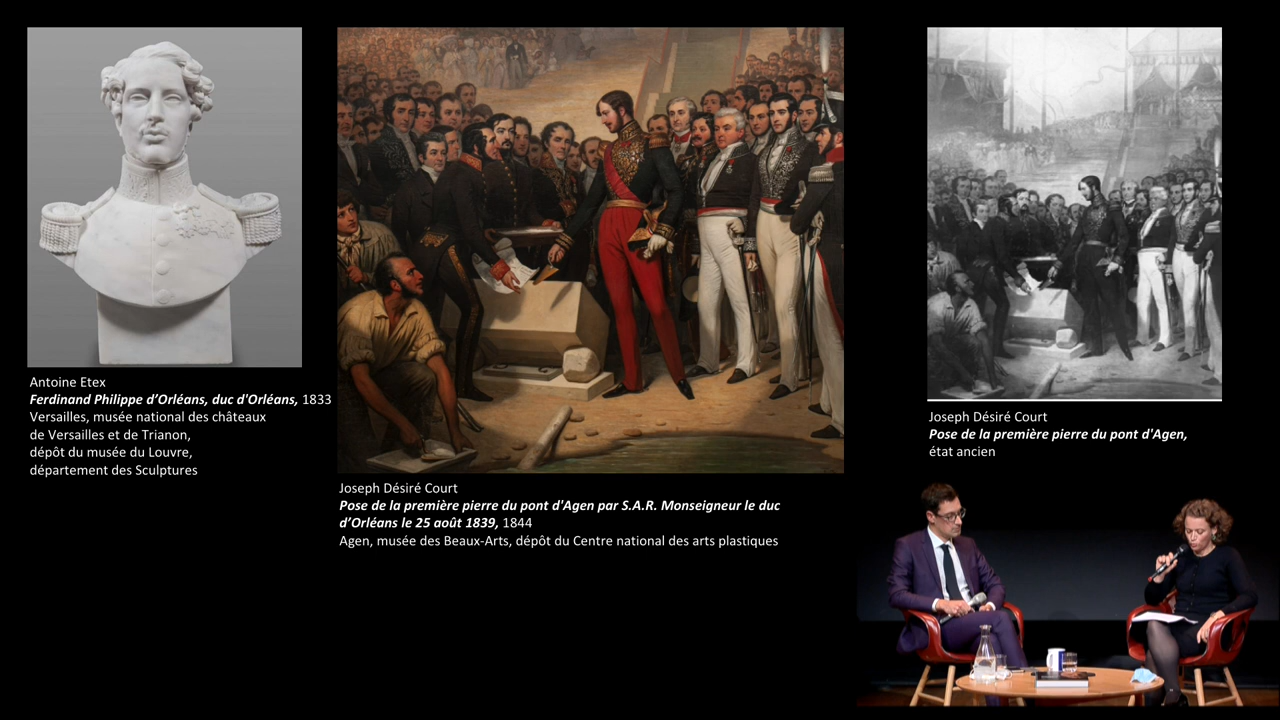 Antoine Etex
Ferdinand Philippe d’Orléans, duc d'Orléans, 1833
Versailles, musée national des châteaux
de Versailles et de Trianon,
dépôt du musée du Louvre,
département des Sculptures
Joseph Désiré Court
Pose de la première pierre du pont d'Agen par S.A.R. Monseigneur le duc
d’Orléans le 25 août 1839, 1844
Agen, musée des Beaux-Arts, dépôt du Centre national des arts plastiques
Joseph Désiré Court
Pose de la première pierre du pont d'Agen,
état ancien